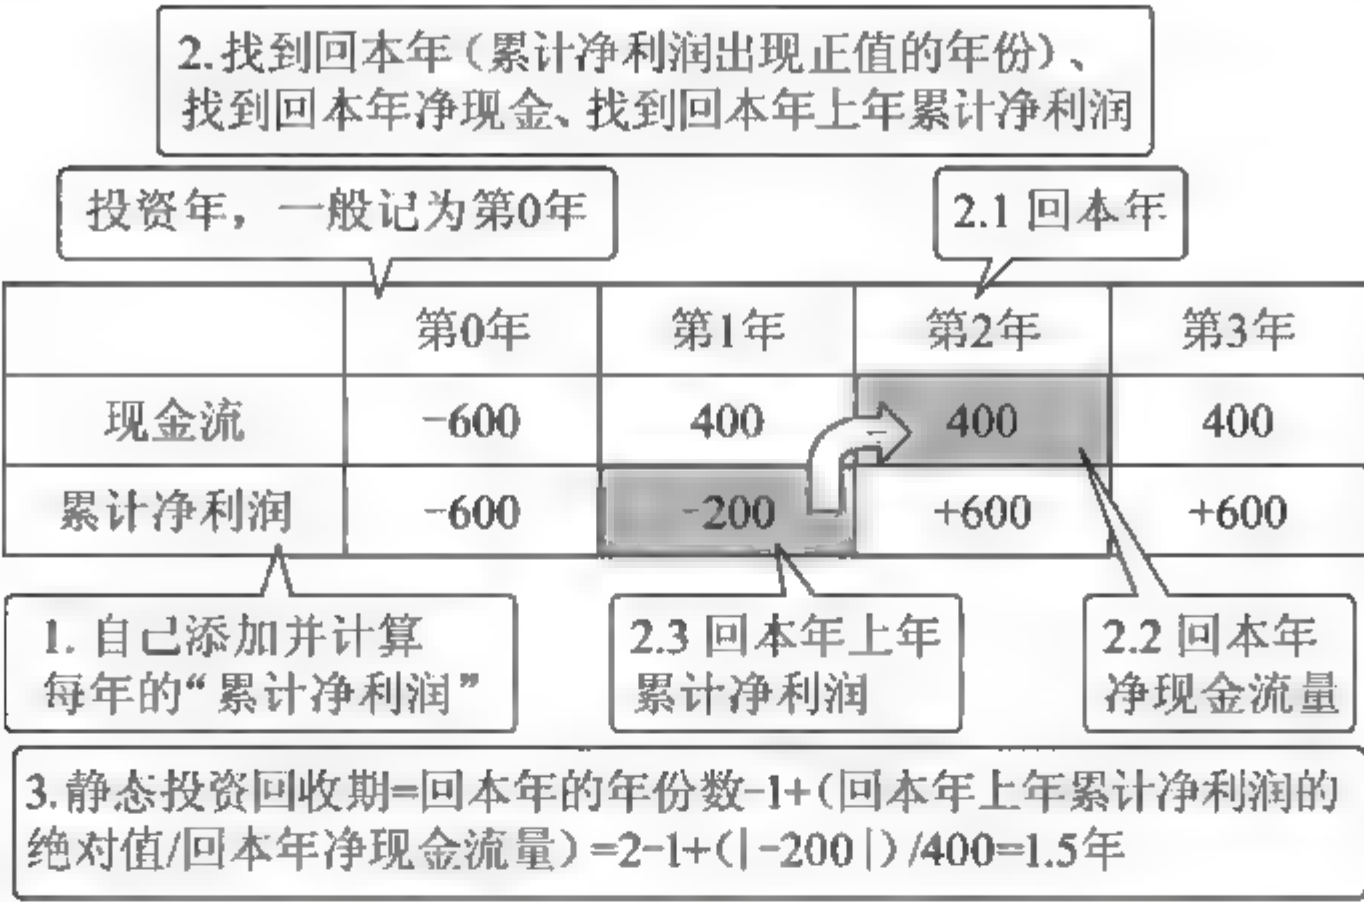 2.找到回本年(累计净利润出现正值的年份)、
找到回本年净现金、找到回本年上年累计净利润
投资年，一般记为第0年
2.1 回本年
第0年 第1年 第2年 第3年
现金流 -600 400 400 400
累计净利润 -600 -200 +600 +600
1. 自己添加并计算
每年的“累计净利润”
2.3 回本年上年
累计净利润
2.2 回本年
净现金流量
3.静态投资回收期=回本年的年份数-1+(回本年上年累计净利润的
绝对值/回本年净现金流量)=2-1+(|-200|)/400=1.5年